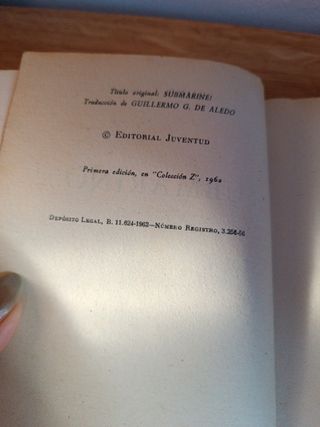 Título original: SUBMARINE!
Traducción de GUILLERMO G. DE ALEDO
© EDITORIAL JUVENTUD
Primera edición, en "Colección Z", 1962
DEPÓSITO LEGAL, B. 11.624-1962—NÚMERO REGISTRO, 3.256-56